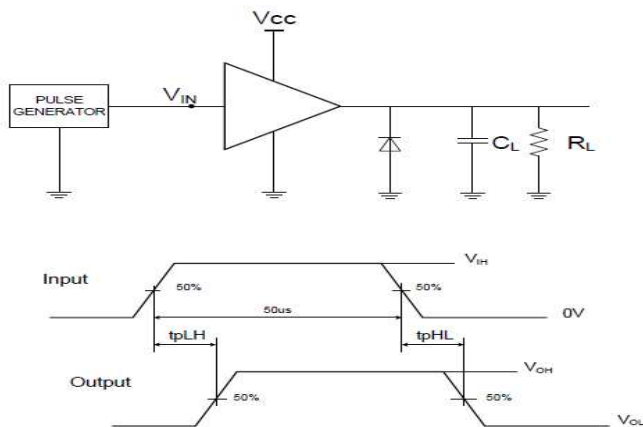 Vcc
PULSE
GENERATOR
VIN
CL
RL
Input
50%
50us
50%
VIH
0V
tpLH
tpHL
Output
50%
50%
VOH
VOL